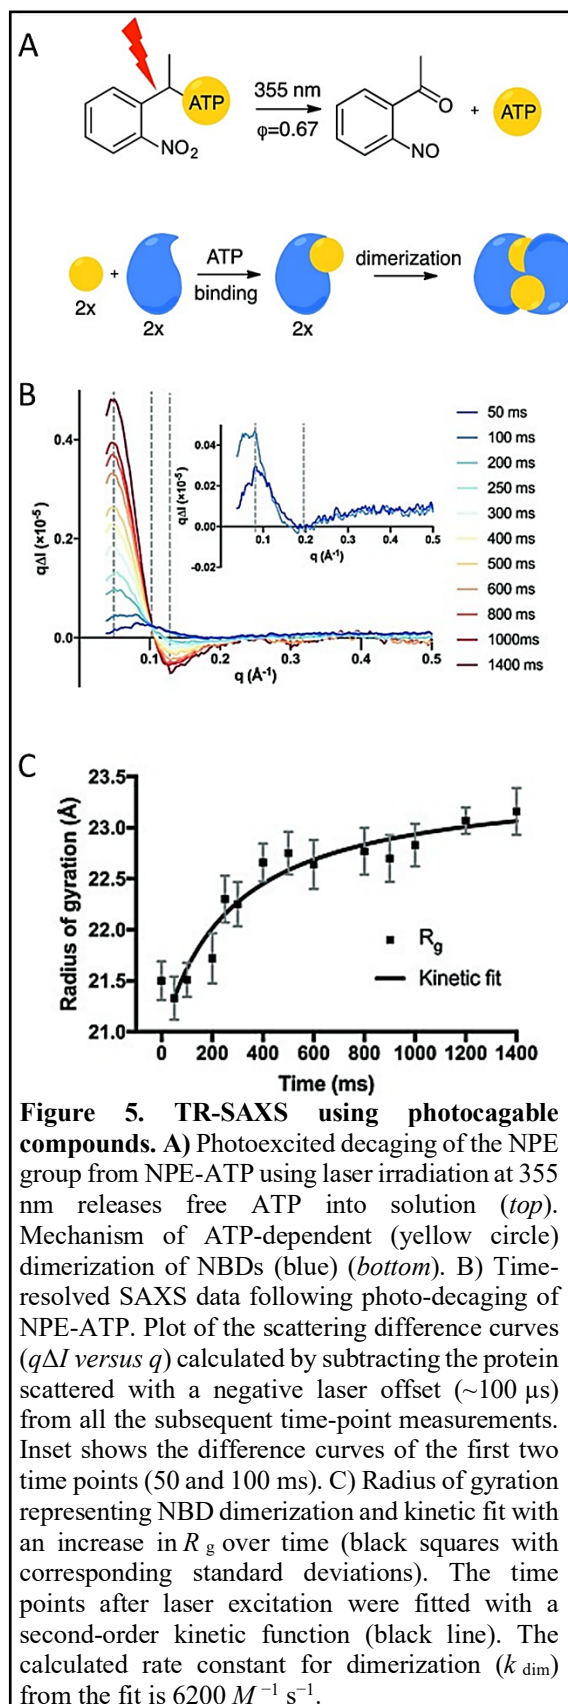 A
ATP
NO2
355 nm
φ=0.67
O
NO
+
ATP
+
2x
2x
ATP
binding
2x
dimerization
B
qΔI (×10-5)
0.4
0.2
0.0
0.1
0.2
0.3
0.4
0.5
q (Å-1)
qΔI (×10-5)
0.04
0.02
0.00
-0.02
0.1
0.2
0.3
0.4
0.5
q (Å-1)
50 ms
100 ms
200 ms
250 ms
300 ms
400 ms
500 ms
600 ms
800 ms
1000ms
1400 ms
C
Radius of gyration (Å)
23.5
23.0
22.5
22.0
21.5
21.0
Rg
Kinetic fit
0 200 400 600 800 1000 1200 1400
Time (ms)
Figure 5. TR-SAXS using photocagable
compounds. A) Photoexcited decaging of the NPE
group from NPE-ATP using laser irradiation at 355
nm releases free ATP into solution (top).
Mechanism of ATP-dependent (yellow circle)
dimerization of NBDs (blue) (bottom). B) Time-
resolved SAXS data following photo-decaging of
NPE-ATP. Plot of the scattering difference curves
(qΔI versus q) calculated by subtracting the protein
scattered with a negative laser offset (~100 μs)
from all the subsequent time-point measurements.
Inset shows the difference curves of the first two
time points (50 and 100 ms). C) Radius of gyration
representing NBD dimerization and kinetic fit with
an increase in R g over time (black squares with
corresponding standard deviations). The time
points after laser excitation were fitted with a
second-order kinetic function (black line). The
calculated rate constant for dimerization (k dim)
from the fit is 6200 M −1 s−1.